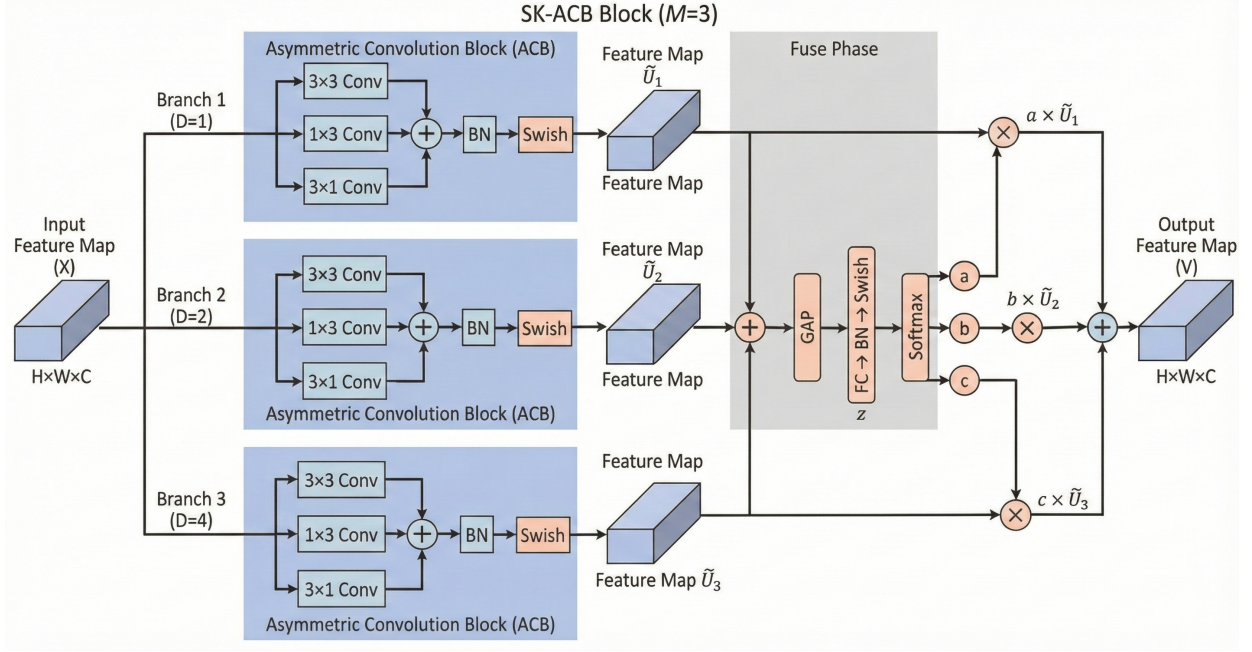 SK-ACB Block (M=3)
Asymmetric Convolution Block (ACB)
3×3 Conv
1×3 Conv
3×1 Conv
+
BN
Swish
Branch 1
(D=1)
Feature Map
Ũ₁
Feature Map
Fuse Phase
×
a × Ũ₁
Input
Feature Map
(X)
H×W×C
Branch 2
(D=2)
3×3 Conv
1×3 Conv
3×1 Conv
+
BN
Swish
Asymmetric Convolution Block (ACB)
Feature Map
Ũ₂
Feature Map
+
GAP
FC → BN → Swish
z
Softmax
a
b
c
b × Ũ₂
×
+
Output
Feature Map
(V)
H×W×C
Branch 3
(D=4)
3×3 Conv
1×3 Conv
3×1 Conv
+
BN
Swish
Asymmetric Convolution Block (ACB)
Feature Map
Feature Map Ũ₃
×
c × Ũ₃